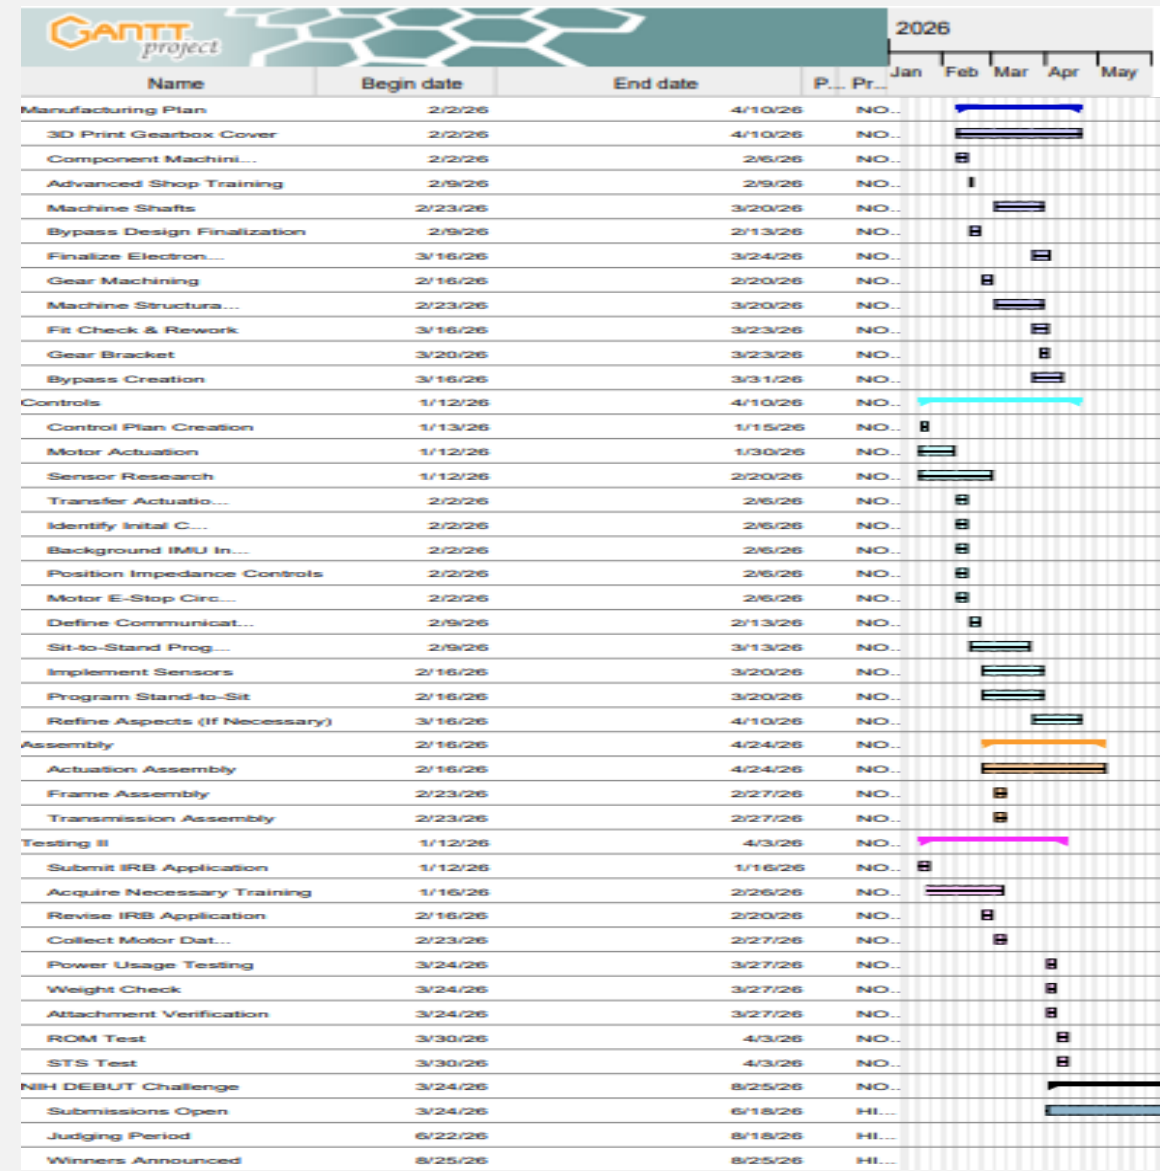 GANTT
project
2026
Name Begin date End date P... Pr... Jan Feb Mar Apr May
Manufacturing Plan 2/2/26 4/10/26 NO...
3D Print Gearbox Cover 2/2/26 4/10/26 NO...
Component Machini... 2/2/26 2/6/26 NO...
Advanced Shop Training 2/9/26 2/9/26 NO...
Machine Shafts 2/23/26 3/20/26 NO...
Bypass Design Finalization 2/9/26 2/13/26 NO...
Finalize Electron... 3/16/26 3/24/26 NO...
Gear Machining 2/16/26 2/20/26 NO...
Machine Structura... 2/23/26 3/20/26 NO...
Fit Check & Rework 3/16/26 3/23/26 NO...
Gear Bracket 3/20/26 3/23/26 NO...
Bypass Creation 3/16/26 3/31/26 NO...
Controls 1/12/26 4/10/26 NO...
Control Plan Creation 1/13/26 1/15/26 NO...
Motor Actuation 1/12/26 1/30/26 NO...
Sensor Research 1/12/26 2/20/26 NO...
Transfer Actuatio... 2/2/26 2/6/26 NO...
Identify Inital C... 2/2/26 2/6/26 NO...
Background IMU In... 2/2/26 2/6/26 NO...
Position Impedance Controls 2/2/26 2/6/26 NO...
Motor E-Stop Circ... 2/2/26 2/6/26 NO...
Define Communicat... 2/9/26 2/13/26 NO...
Sit-to-Stand Prog... 2/9/26 3/13/26 NO...
Implement Sensors 2/16/26 3/20/26 NO...
Program Stand-to-Sit 2/16/26 3/20/26 NO...
Refine Aspects (If Necessary) 3/16/26 4/10/26 NO...
Assembly 2/16/26 4/24/26 NO...
Actuation Assembly 2/16/26 4/24/26 NO...
Frame Assembly 2/23/26 2/27/26 NO...
Transmission Assembly 2/23/26 2/27/26 NO...
Testing II 1/12/26 4/3/26 NO...
Submit IRB Application 1/12/26 1/16/26 NO...
Acquire Necessary Training 1/16/26 2/26/26 NO...
Revise IRB Application 2/16/26 2/20/26 NO...
Collect Motor Dat... 2/23/26 2/27/26 NO...
Power Usage Testing 3/24/26 3/27/26 NO...
Weight Check 3/24/26 3/27/26 NO...
Attachment Verification 3/24/26 3/27/26 NO...
ROM Test 3/30/26 4/3/26 NO...
STS Test 3/30/26 4/3/26 NO...
NIH DEBUT Challenge 3/24/26 8/25/26 NO...
Submissions Open 3/24/26 6/18/26 HI...
Judging Period 6/22/26 8/18/26 HI...
Winners Announced 8/25/26 8/25/26 HI...